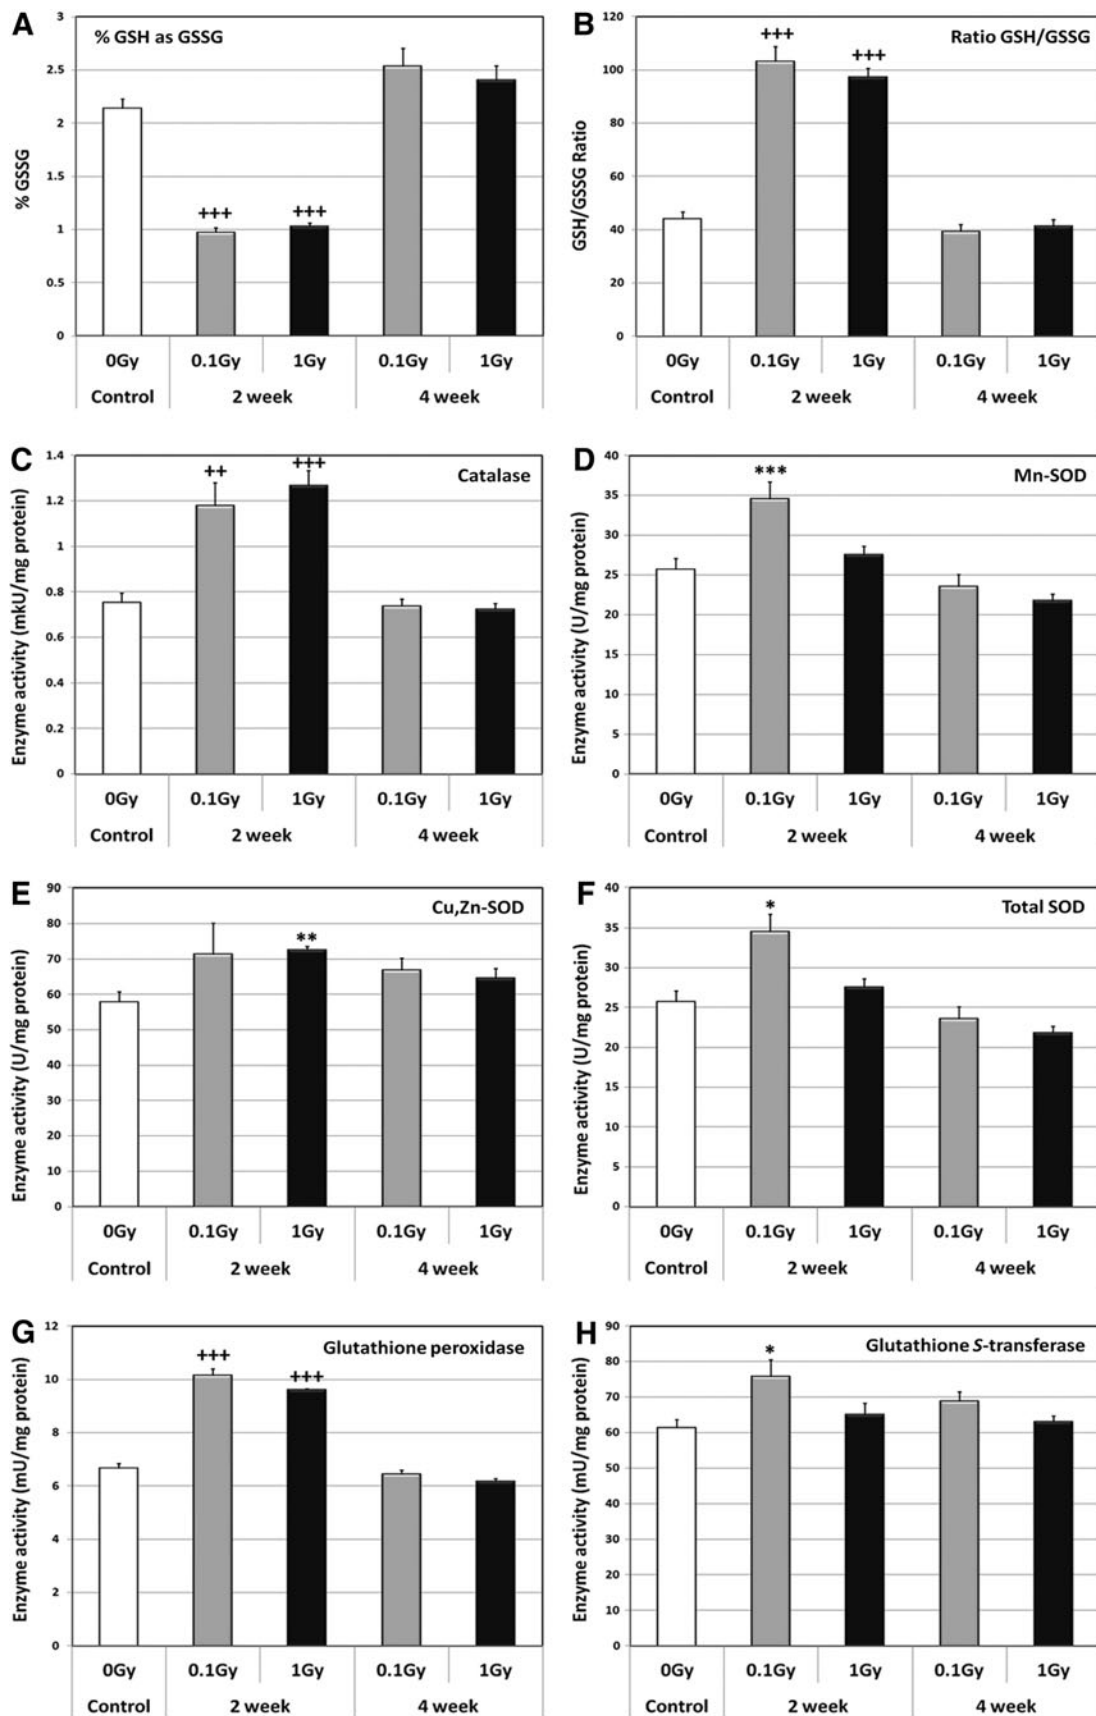 A
% GSH as GSSG
+++ +++
% GSSG
3
2.5
2
1.5
1
0.5
0
0Gy 0.1Gy 1Gy 0.1Gy 1Gy
Control 2 week 4 week
B
Ratio GSH/GSSG
+++ +++
GSH/GSSG Ratio
120
100
80
60
40
20
0
0Gy 0.1Gy 1Gy 0.1Gy 1Gy
Control 2 week 4 week
C
Catalase
++ +++
Enzyme activity (mkU/mg protein)
1.4
1.2
1
0.8
0.6
0.4
0.2
0
0Gy 0.1Gy 1Gy 0.1Gy 1Gy
Control 2 week 4 week
D
Mn-SOD
***
Enzyme activity (U/mg protein)
40
35
30
25
20
15
10
5
0
0Gy 0.1Gy 1Gy 0.1Gy 1Gy
Control 2 week 4 week
E
Cu,Zn-SOD
**
Enzyme activity (U/mg protein)
90
80
70
60
50
40
30
20
10
0
0Gy 0.1Gy 1Gy 0.1Gy 1Gy
Control 2 week 4 week
F
Total SOD
*
Enzyme activity (U/mg protein)
40
35
30
25
20
15
10
5
0
0Gy 0.1Gy 1Gy 0.1Gy 1Gy
Control 2 week 4 week
G
Glutathione peroxidase
+++ +++
Enzyme activity (mU/mg protein)
12
10
8
6
4
2
0
0Gy 0.1Gy 1Gy 0.1Gy 1Gy
Control 2 week 4 week
H
Glutathione S-transferase
*
Enzyme activity (mU/mg protein)
90
80
70
60
50
40
30
20
10
0
0Gy 0.1Gy 1Gy 0.1Gy 1Gy
Control 2 week 4 week